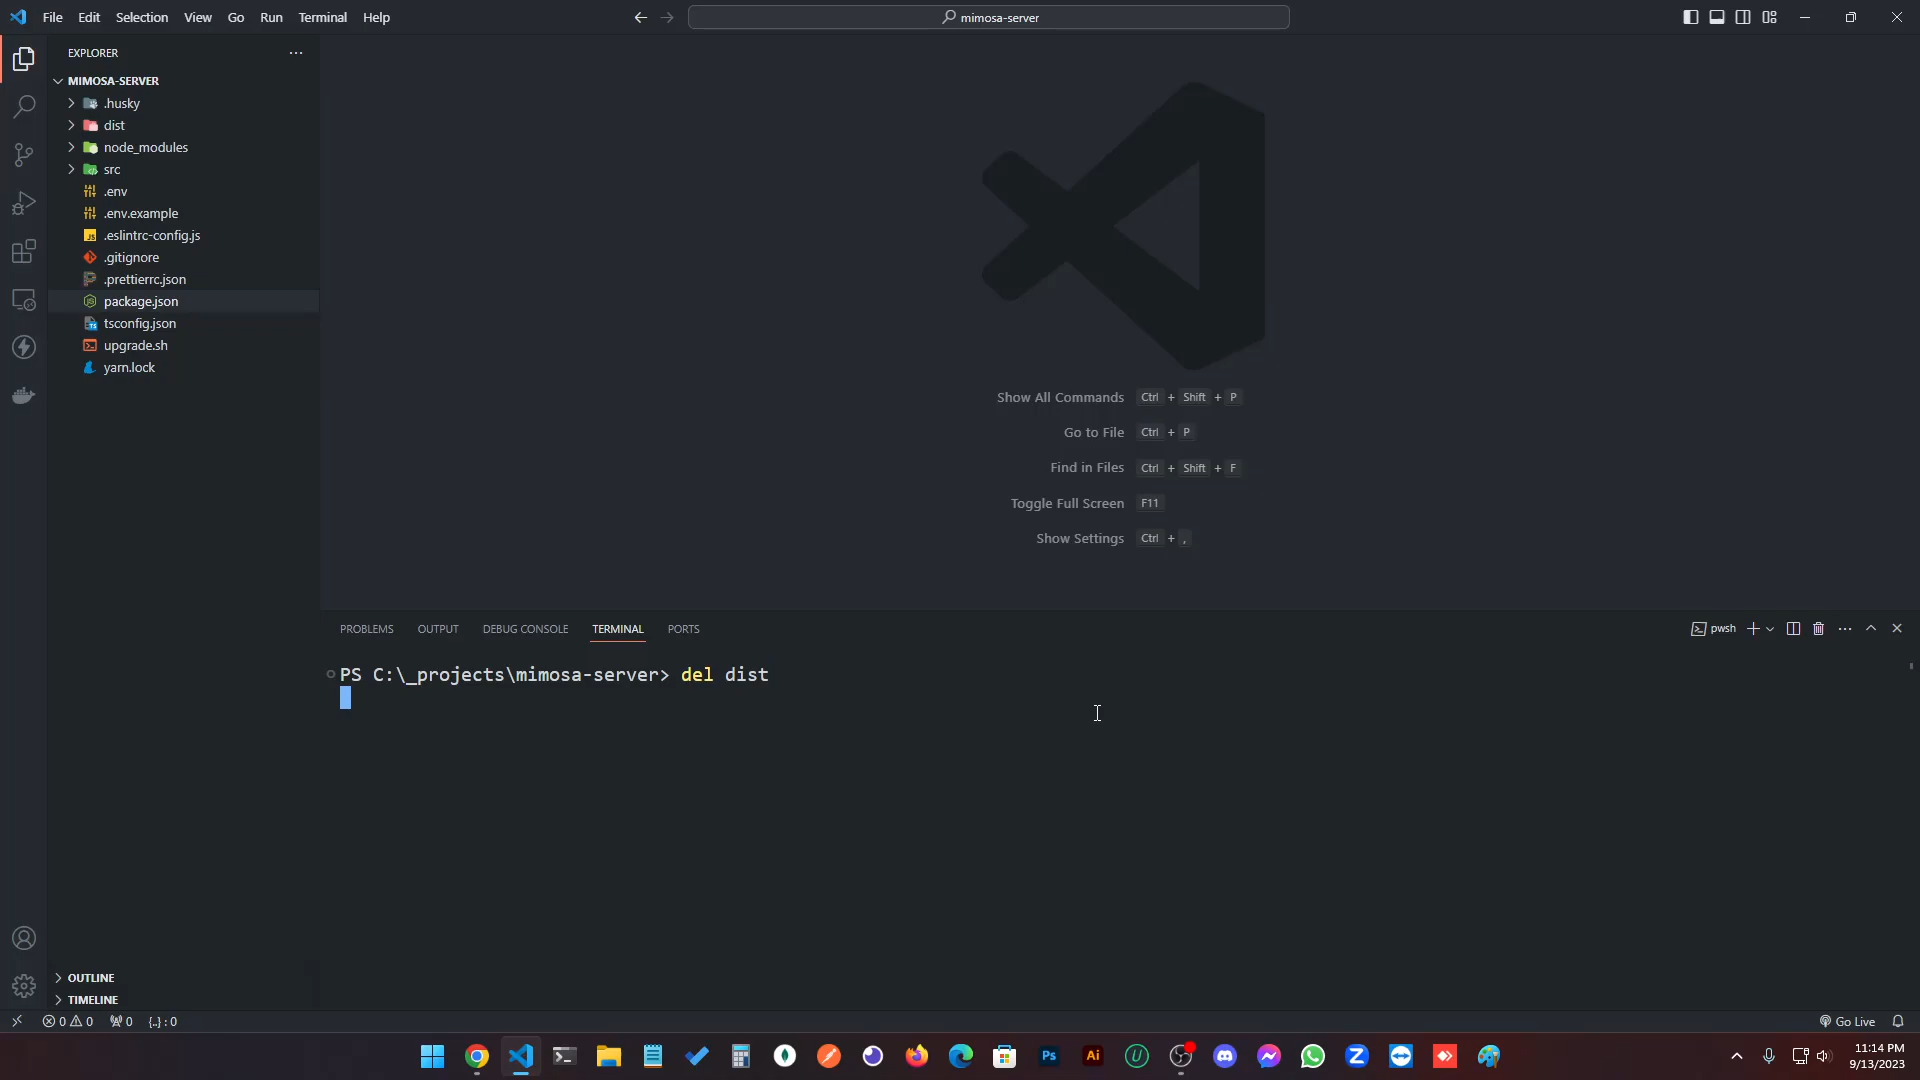 File Edit Selection View Go Run Terminal Help
mimosa-server
EXPLORER
MIMOSA-SERVER
.husky
dist
node_modules
src
.env
.env.example
.eslintrc-config.js
.gitignore
.prettierrc.json
package.json
tsconfig.json
upgrade.sh
yarn.lock
Show All Commands Ctrl + Shift + P
Go to File Ctrl + P
Find in Files Ctrl + Shift + F
Toggle Full Screen F11
Show Settings Ctrl + ,
PROBLEMS OUTPUT DEBUG CONSOLE TERMINAL PORTS
pwsh
PS C:\_projects\mimosa-server> del dist
OUTLINE
TIMELINE
0 0 0 {..} : 0
Go Live
Ps Ai U Z
11:14 PM
9/13/2023